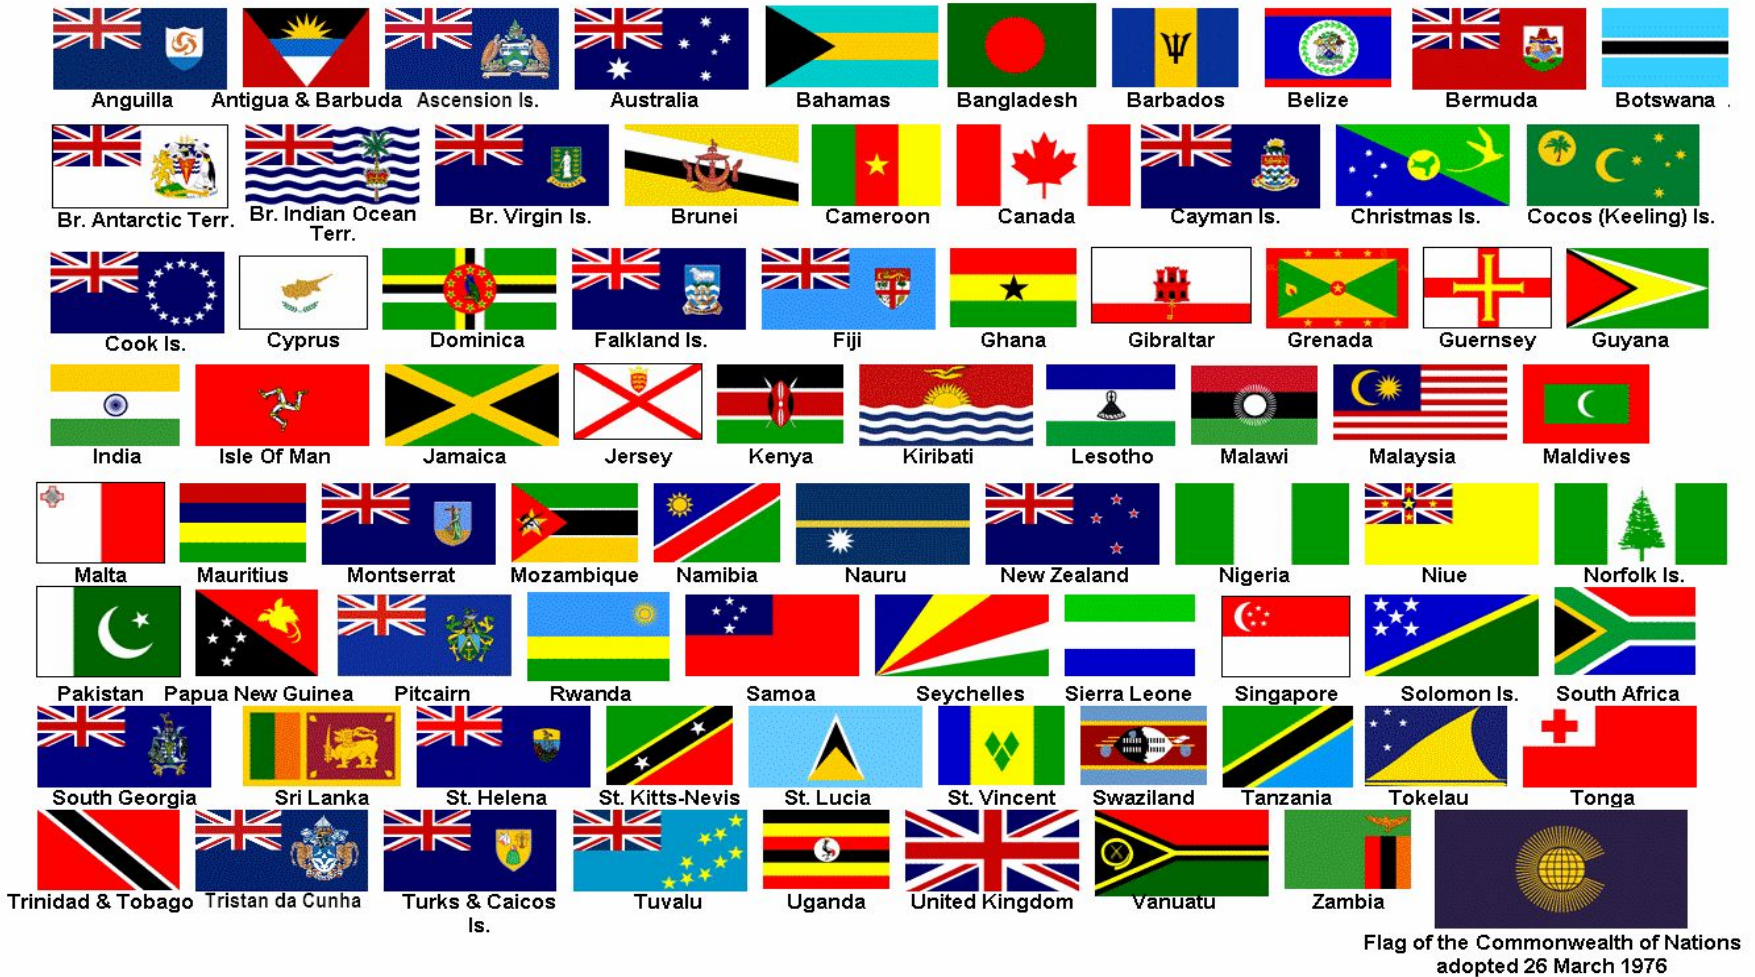 Anguilla
Antigua & Barbuda
Ascension Is.
Australia
Bahamas
Bangladesh
Barbados
Belize
Bermuda
Botswana .
Br. Antarctic Terr.
Br. Indian Ocean
Terr.
Br. Virgin Is.
Brunei
Cameroon
Canada
Cayman Is.
Christmas Is.
Cocos (Keeling) Is.
Cook Is.
Cyprus
Dominica
Falkland Is.
Fiji
Ghana
Gibraltar
Grenada
Guernsey
Guyana
India
Isle Of Man
Jamaica
Jersey
Kenya
Kiribati
Lesotho
Malawi
Malaysia
Maldives
Malta
Mauritius
Montserrat
Mozambique
Namibia
Nauru
New Zealand
Nigeria
Niue
Norfolk Is.
Pakistan
Papua New Guinea
Pitcairn
Rwanda
Samoa
Seychelles
Sierra Leone
Singapore
Solomon Is.
South Africa
South Georgia
Sri Lanka
St. Helena
St. Kitts-Nevis
St. Lucia
St. Vincent
Swaziland
Tanzania
Tokelau
Tonga
Trinidad & Tobago
Tristan da Cunha
Turks & Caicos
Is.
Tuvalu
Uganda
United Kingdom
Vanuatu
Zambia
Flag of the Commonwealth of Nations
adopted 26 March 1976